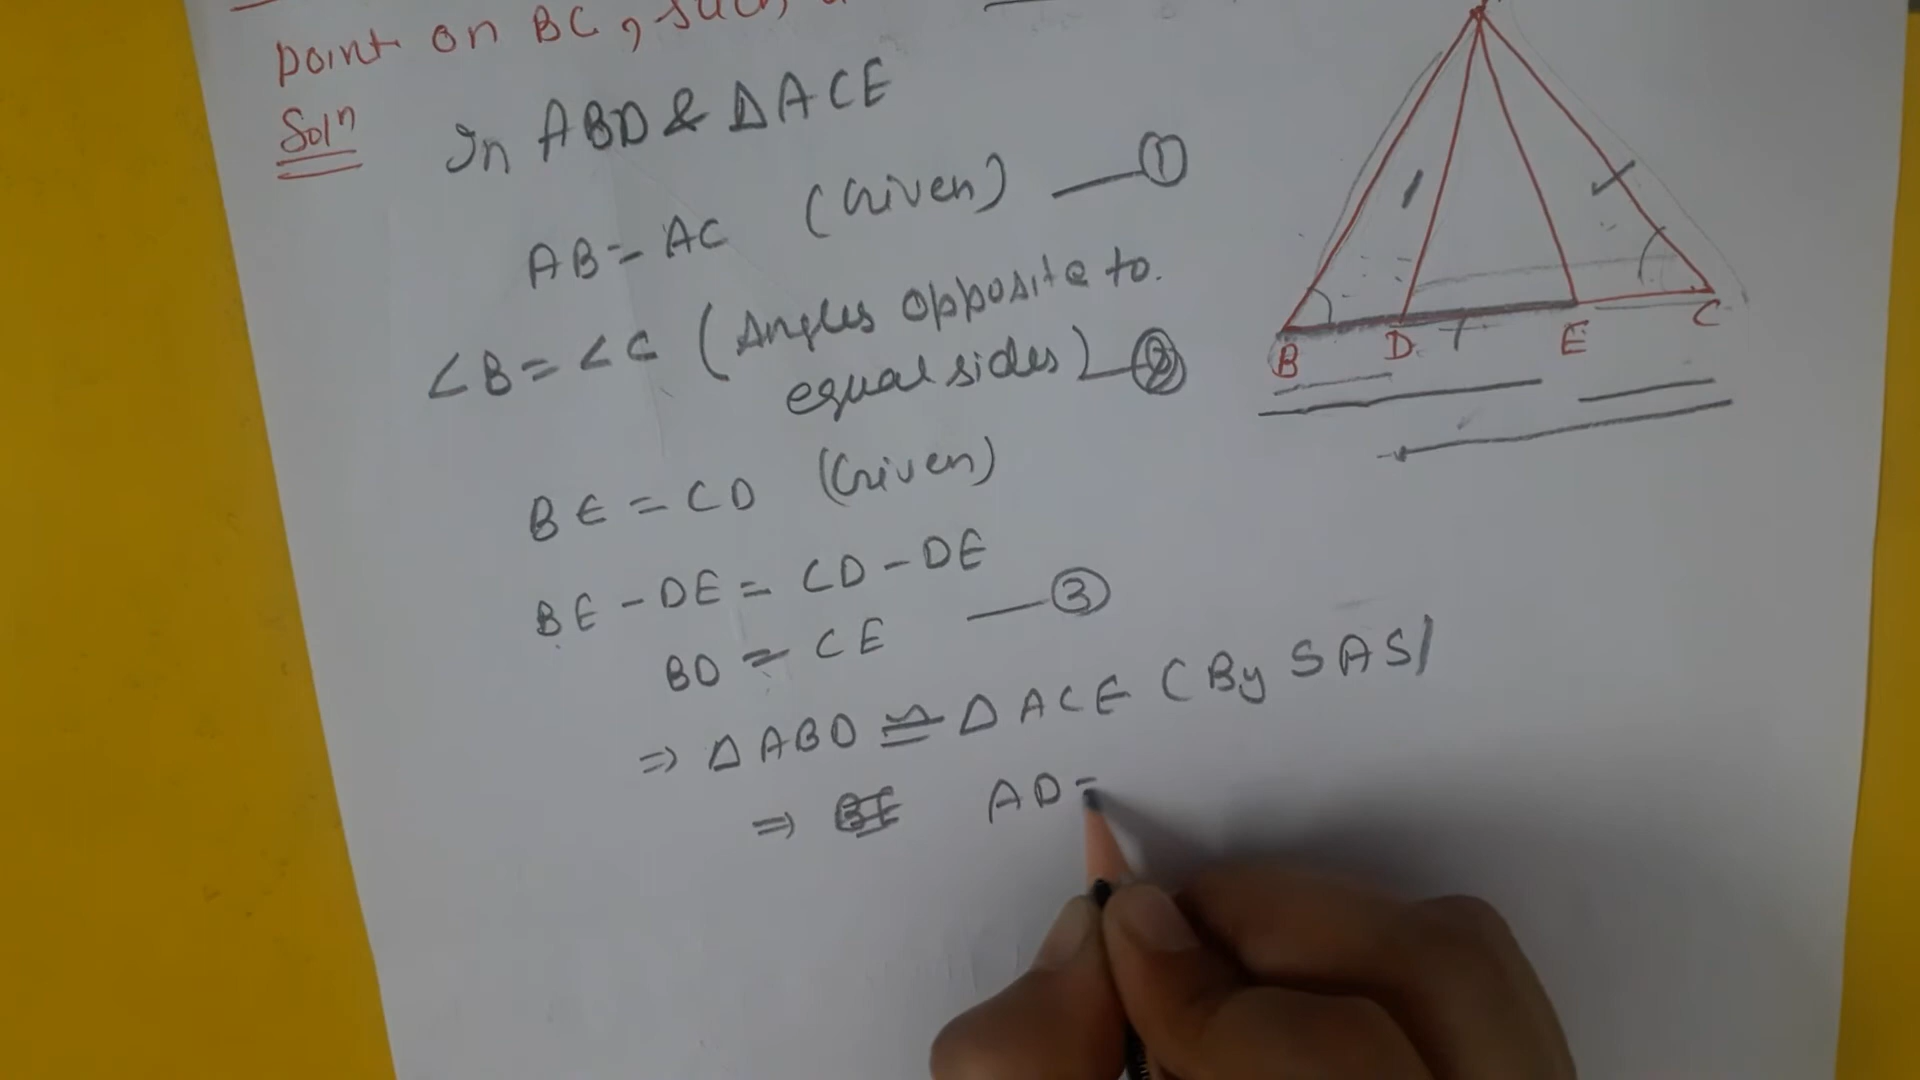 point on BC, such
Solⁿ In ABD & ΔACE
AB = AC (Given) — ①
∠B = ∠C (Angles opposite to
equal sides) — ②
BE = CD (Given)
BE - DE = CD - DE
BD = CE — ③
⇒ ΔABD ≅ ΔACE (By SAS)
⇒ AD =
B D E C